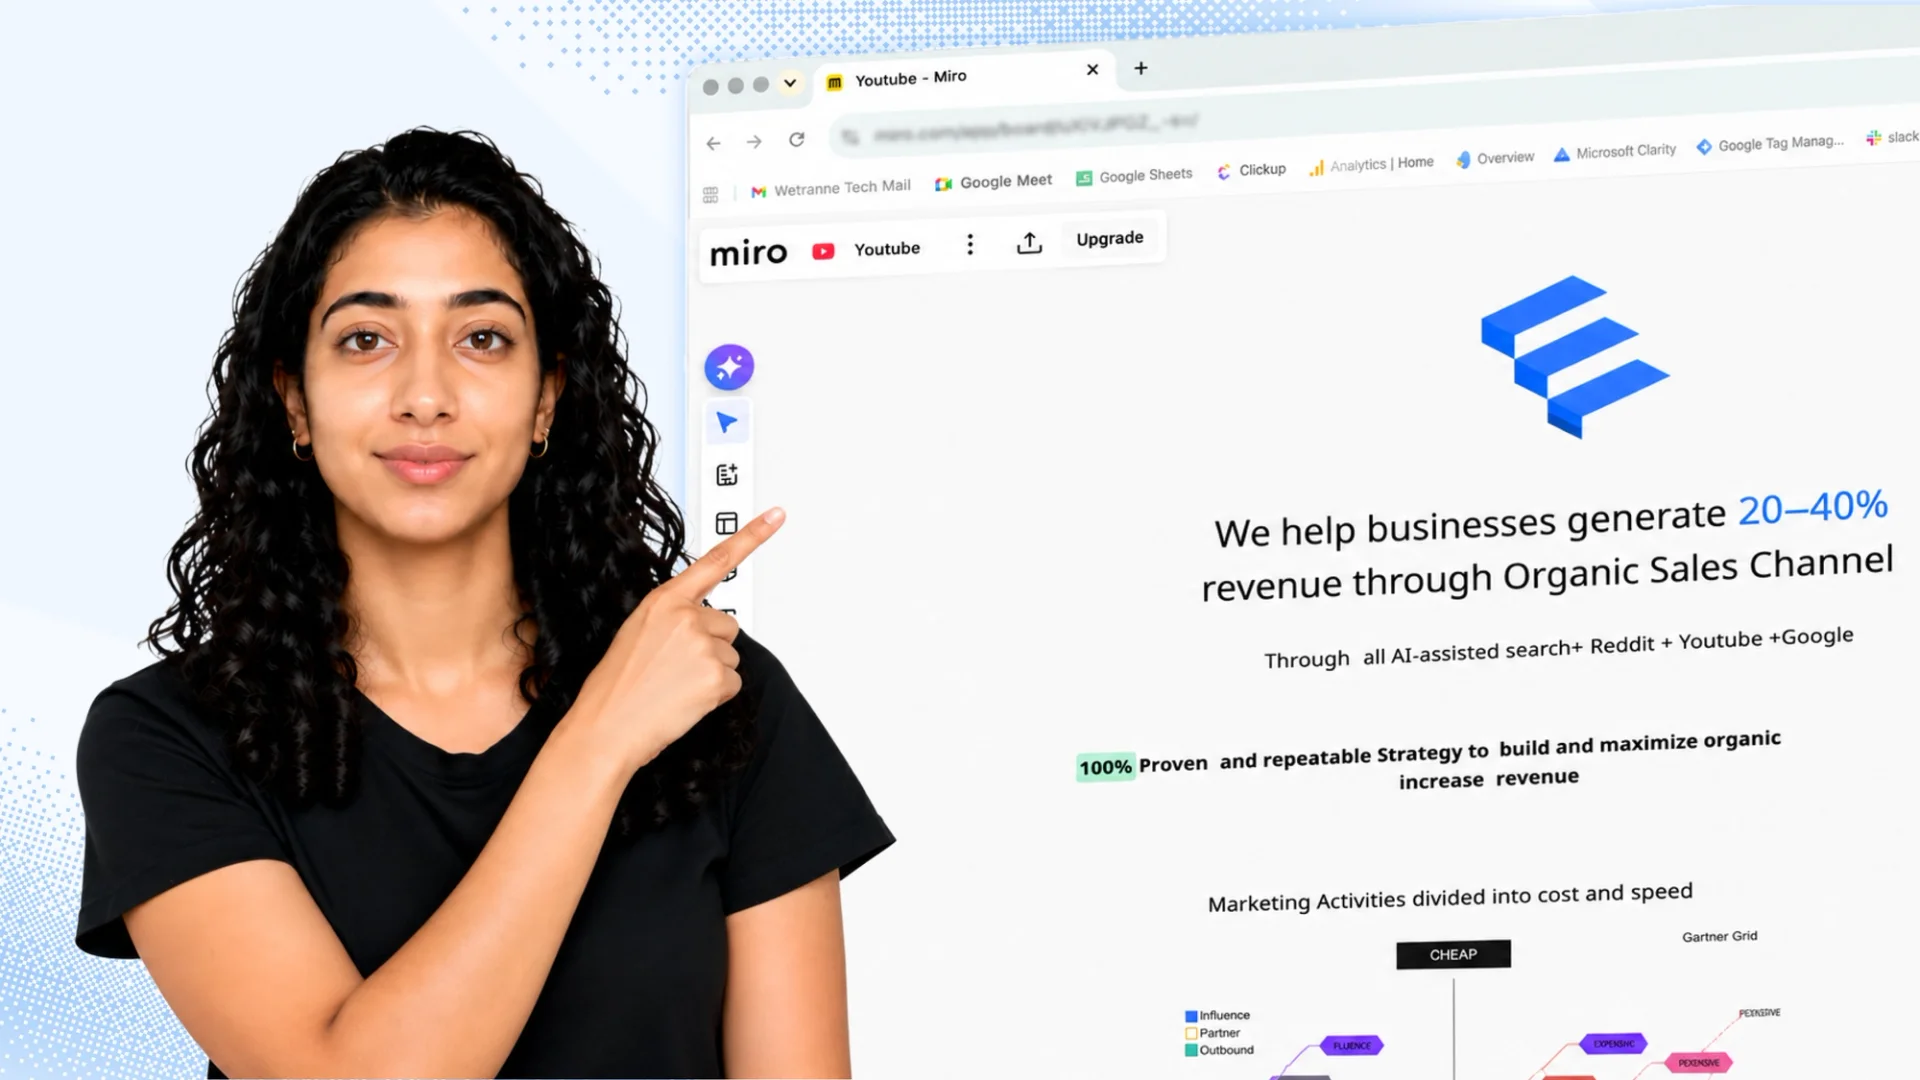 Youtube - Miro
Wetranne Tech Mail
Google Meet
Google Sheets
Clickup
Analytics | Home
Overview
Microsoft Clarity
Google Tag Manag...
slack
miro
Youtube
Upgrade
We help businesses generate 20–40%
revenue through Organic Sales Channel
Through all AI-assisted search+ Reddit + Youtube +Google
100% Proven and repeatable Strategy to build and maximize organic
increase revenue
Marketing Activities divided into cost and speed
Gartner Grid
CHEAP
Influence
Partner
Outbound
FLUENCE
EXPENSNC
PEXENSIVE